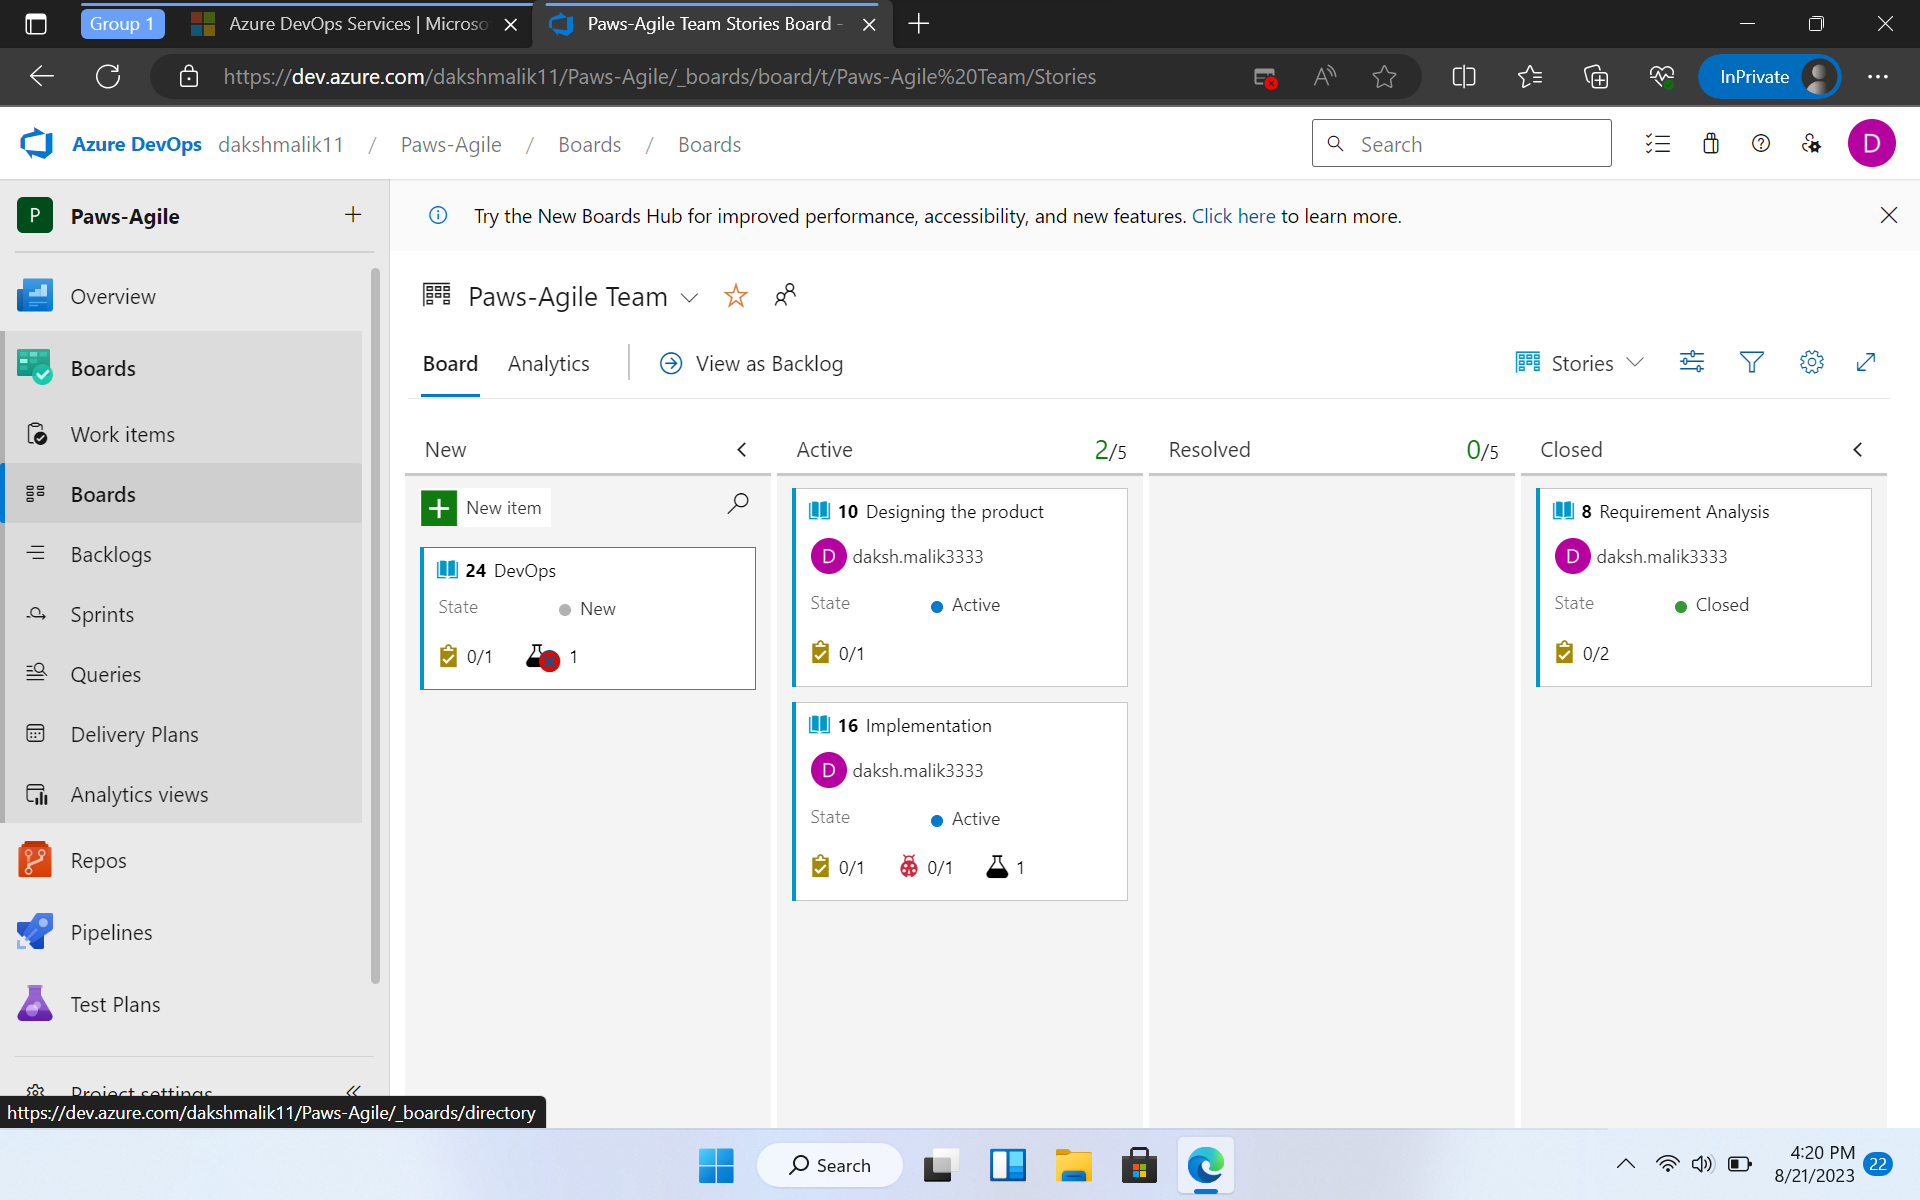 Group 1
Azure DevOps Services | Microso
Paws-Agile Team Stories Board -
https://dev.azure.com/dakshmalik11/Paws-Agile/_boards/board/t/Paws-Agile%20Team/Stories
InPrivate
Azure DevOps dakshmalik11 / Paws-Agile / Boards / Boards
Search
D
P Paws-Agile
Try the New Boards Hub for improved performance, accessibility, and new features. Click here to learn more.
Overview
Boards
Work items
Boards
Backlogs
Sprints
Queries
Delivery Plans
Analytics views
Repos
Pipelines
Test Plans
Project settings
https://dev.azure.com/dakshmalik11/Paws-Agile/_boards/directory
Paws-Agile Team
Board Analytics View as Backlog
Stories
New
New item
24 DevOps
State New
0/1 1
Active 2/5
10 Designing the product
D daksh.malik3333
State Active
0/1
16 Implementation
D daksh.malik3333
State Active
0/1 0/1 1
Resolved 0/5
Closed
8 Requirement Analysis
D daksh.malik3333
State Closed
0/2
Search
4:20 PM
8/21/2023
22